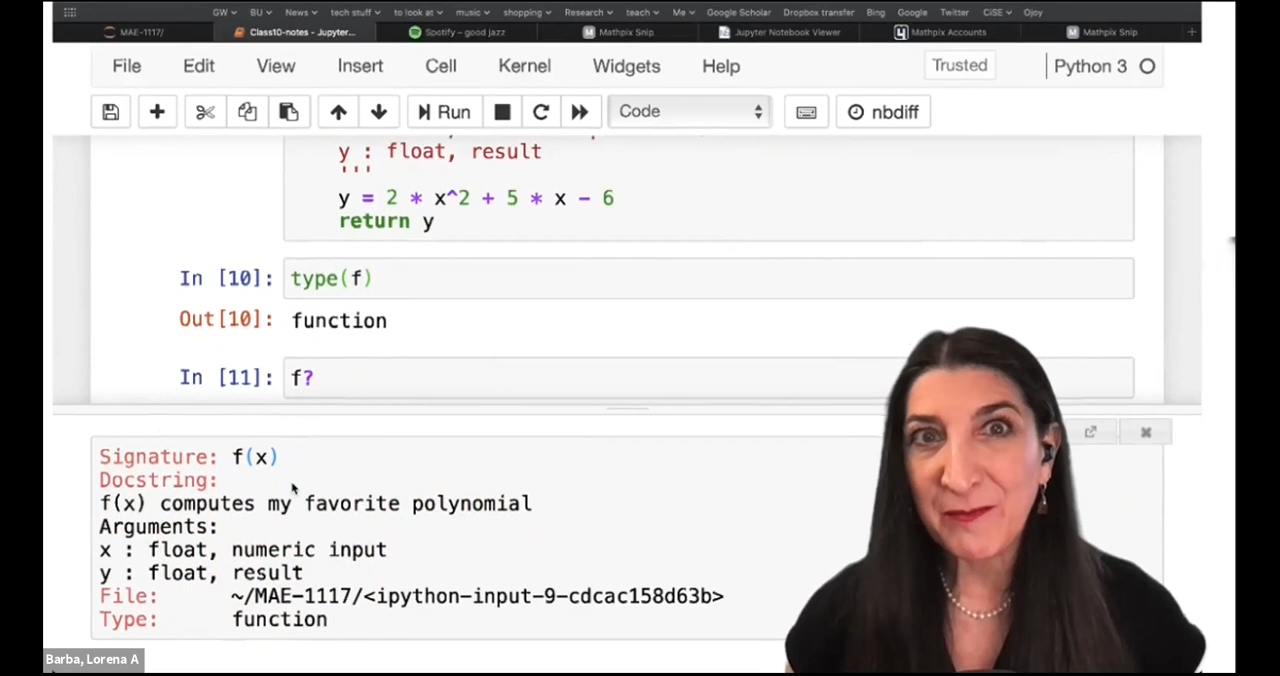 GW BU News tech stuff to look at music shopping Research teach Me Google Scholar Dropbox transfer Bing Google Twitter CiSE Ojoy
MAE-1117/ Class10-notes - Jupyter... Spotify – good jazz Mathpix Snip Jupyter Notebook Viewer Mathpix Accounts Mathpix Snip
File Edit View Insert Cell Kernel Widgets Help Trusted Python 3
Run Code nbdiff
y : float, result
'''
y = 2 * x^2 + 5 * x - 6
return y
In [10]: type(f)
Out[10]: function
In [11]: f?
Signature: f(x)
Docstring:
f(x) computes my favorite polynomial
Arguments:
x : float, numeric input
y : float, result
File: ~/MAE-1117/<ipython-input-9-cdcac158d63b>
Type: function
Barba, Lorena A